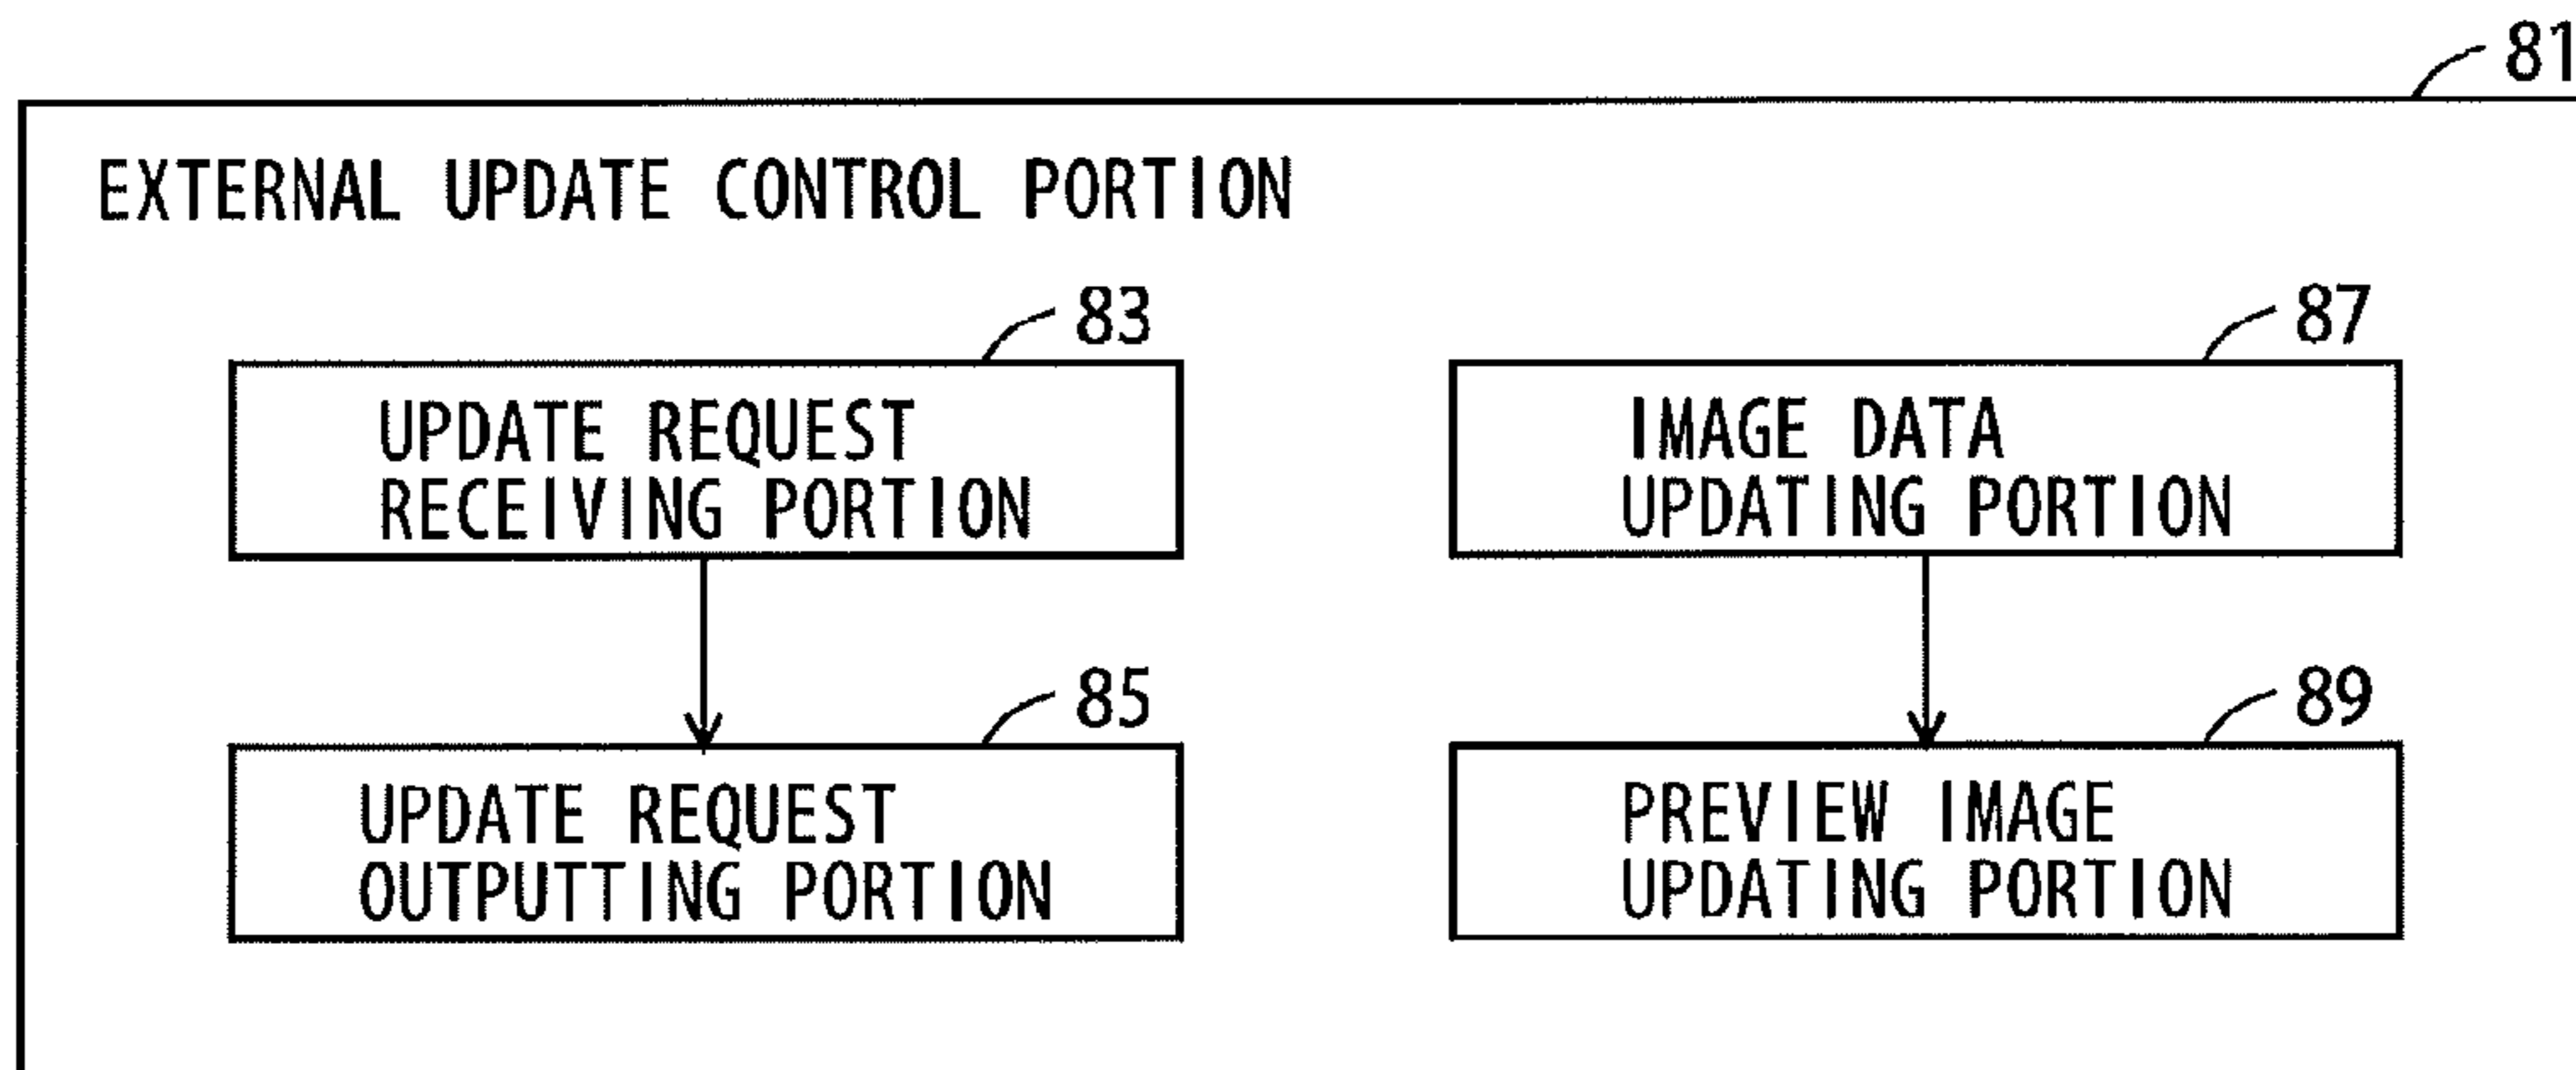 81
EXTERNAL UPDATE CONTROL PORTION
83
UPDATE REQUEST
RECEIVING PORTION
87
IMAGE DATA
UPDATING PORTION
85
UPDATE REQUEST
OUTPUTTING PORTION
89
PREVIEW IMAGE
UPDATING PORTION